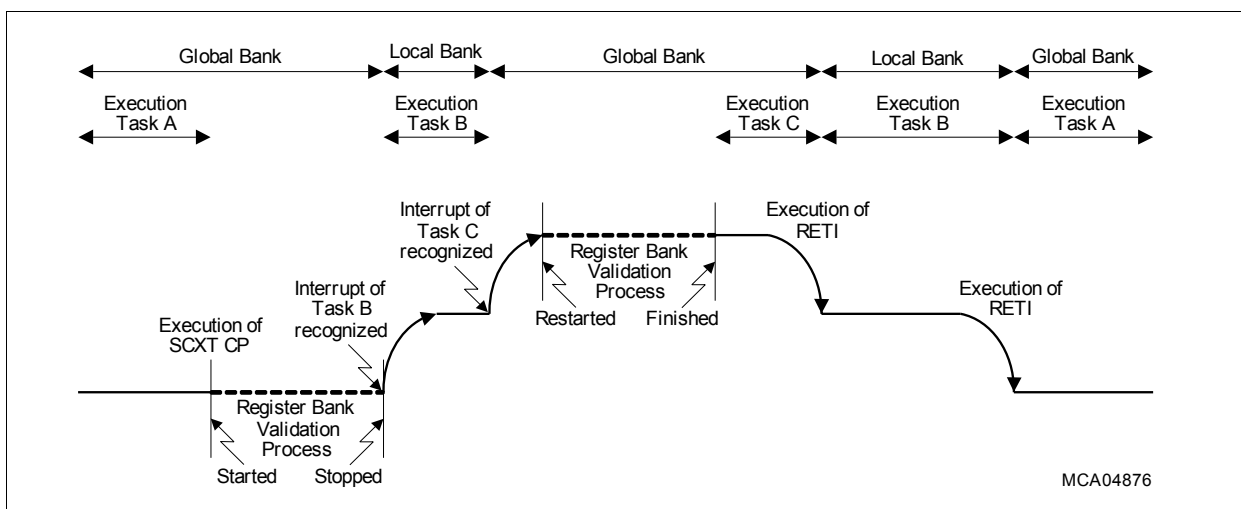 Global Bank
Local Bank
Global Bank
Local Bank
Global Bank
Execution
Task A
Execution
Task B
Execution
Task C
Execution
Task B
Execution
Task A
Interrupt of
Task C
recognized
Execution of
RETI
Register Bank
Validation
Process
Interrupt of
Task B
recognized
Execution of
RETI
Restarted
Finished
Execution of
SCXT CP
Register Bank
Validation
Process
Started
Stopped
MCA04876